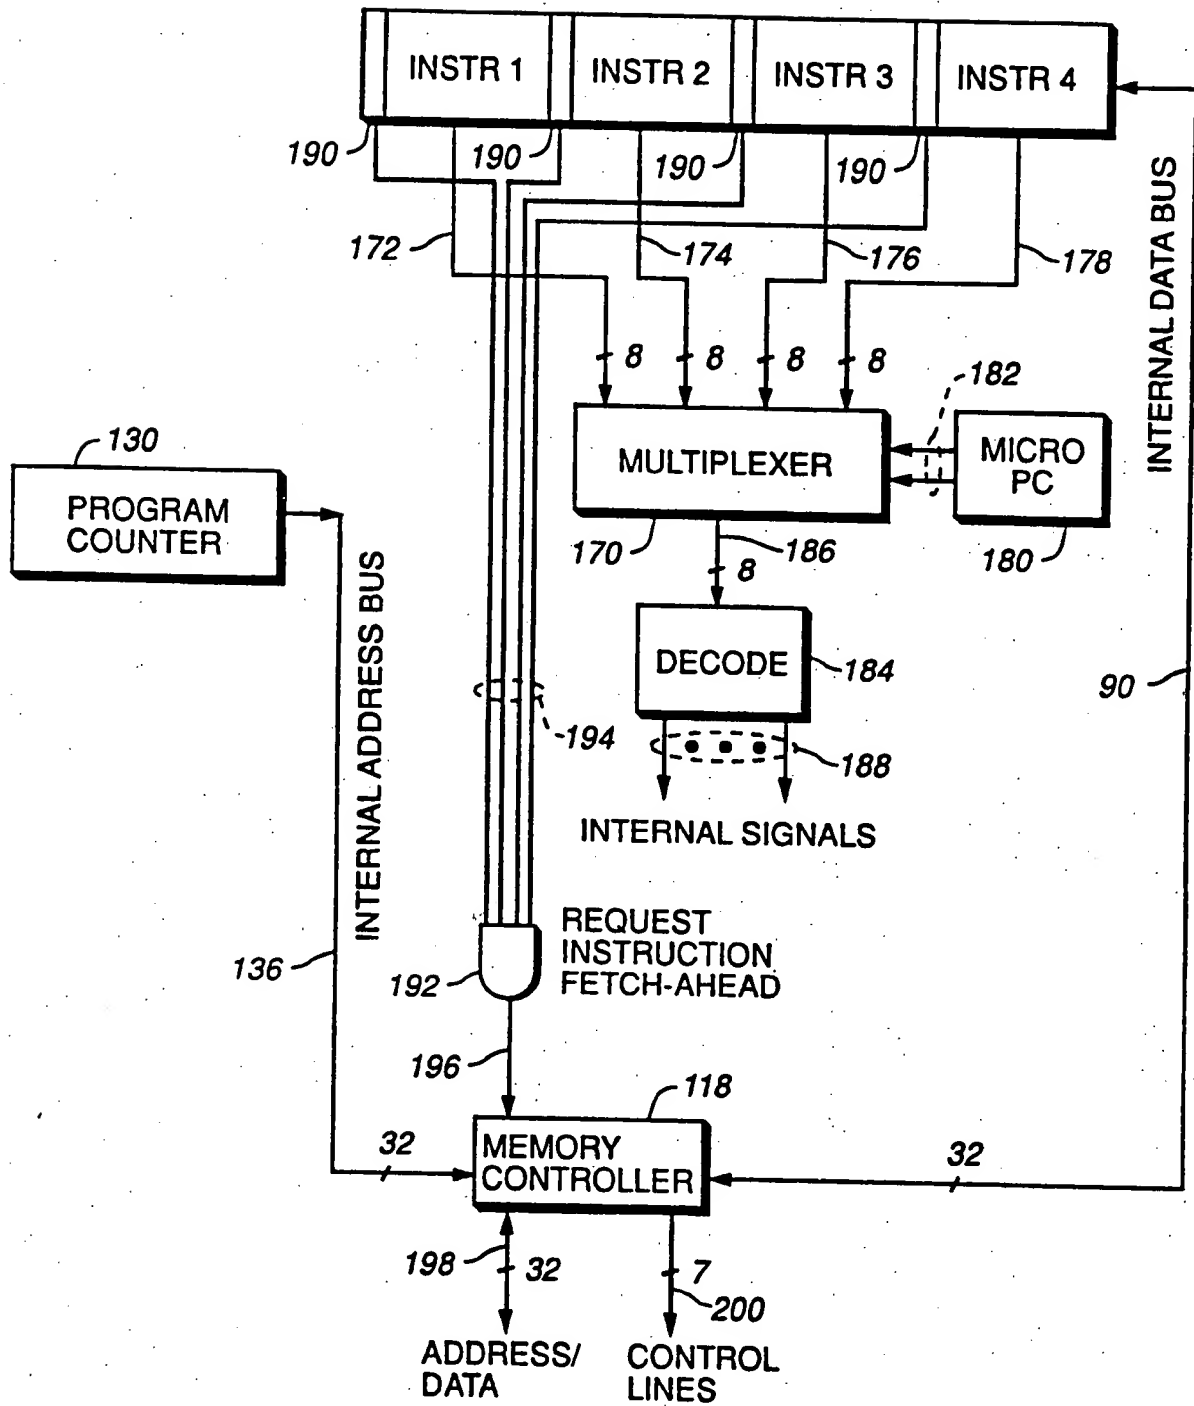 INSTR 1 INSTR 2 INSTR 3 INSTR 4
190 190 190 190
172 174 176 178
INTERNAL DATA BUS
8 8 8 8
182
130
MULTIPLEXER
MICRO
PC
PROGRAM
COUNTER
170 186 180
8
INTERNAL ADDRESS BUS
DECODE
184
90
194
188
INTERNAL SIGNALS
REQUEST
INSTRUCTION
FETCH-AHEAD
136
192
196
118
32
MEMORY
CONTROLLER
32
198
32
7
200
ADDRESS/
DATA
CONTROL
LINES